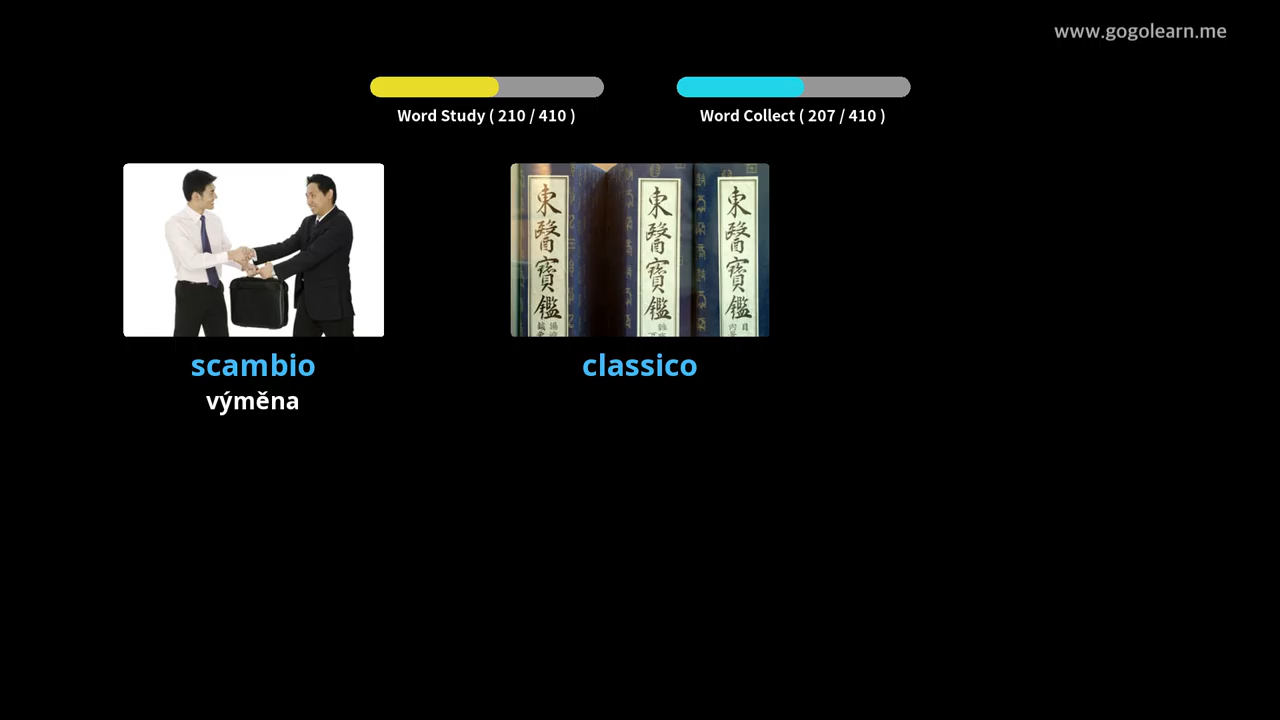 www.gogolearn.me
Word Study ( 210 / 410 )
Word Collect ( 207 / 410 )
東醫寶鑑
東醫寶鑑
東醫寶鑑
scambio
classico
výměna